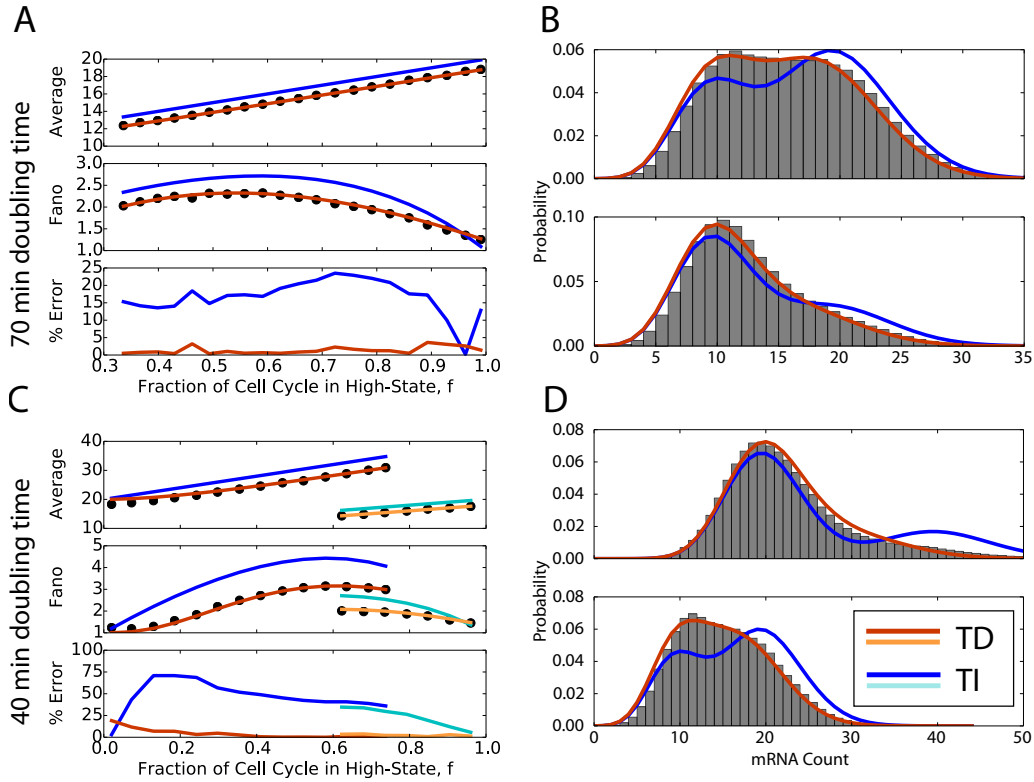 A
70 min doubling time
Average
20
18
16
14
12
10
Fano
3.0
2.5
2.0
1.5
1.0
% Error
25
20
15
10
5
0
0.3 0.4 0.5 0.6 0.7 0.8 0.9 1.0
Fraction of Cell Cycle in High-State, f
B
Probability
0.06
0.04
0.02
0.00
0.10
0.05
0.00
0 5 10 15 20 25 30 35
C
40 min doubling time
Average
40
30
20
10
Fano
5
4
3
2
1
% Error
100
75
50
25
0
0.0 0.2 0.4 0.6 0.8 1.0
Fraction of Cell Cycle in High-State, f
D
Probability
0.08
0.06
0.04
0.02
0.00
0.08
0.06
0.04
0.02
0.00
TD
TI
0 10 20 30 40 50
mRNA Count